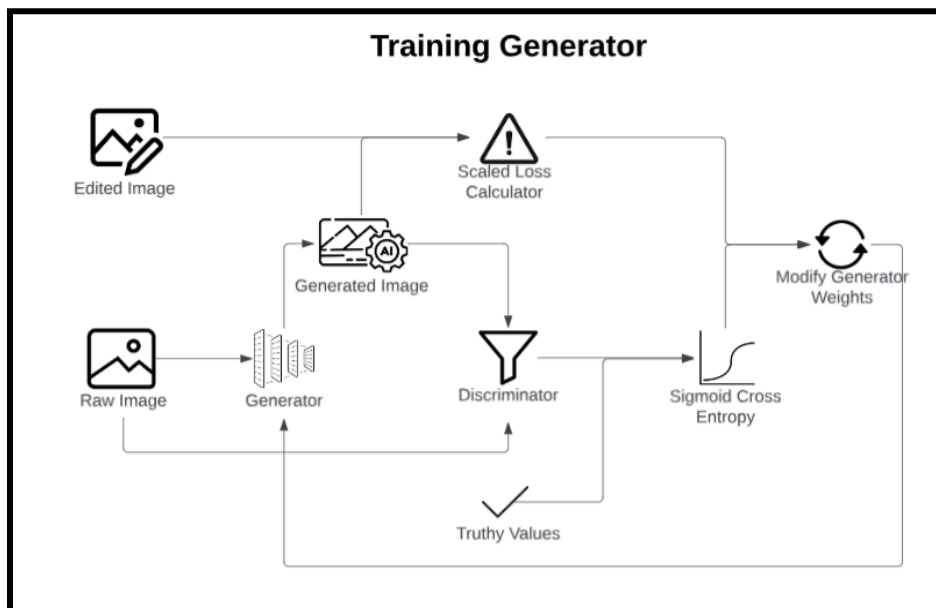 Training Generator
Edited Image
Scaled Loss
Calculator
AI
Generated Image
Modify Generator
Weights
Raw Image
Generator
Discriminator
Sigmoid Cross
Entropy
Truthy Values